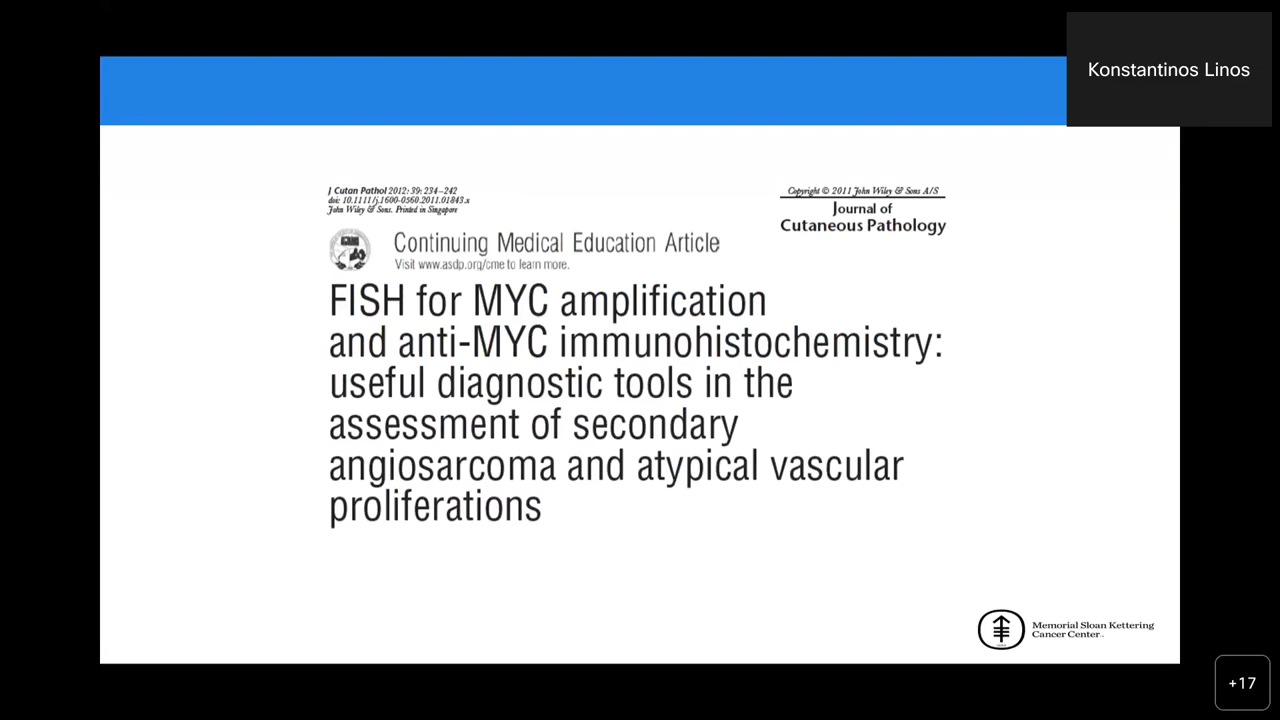 Konstantinos Linos
J Cutan Pathol 2012: 39: 234–242
doi: 10.1111/j.1600-0560.2011.01843.x
John Wiley & Sons. Printed in Singapore
Copyright © 2011 John Wiley & Sons A/S
Journal of
Cutaneous Pathology
Continuing Medical Education Article
Visit www.asdp.org/cme to learn more.
FISH for MYC amplification
and anti-MYC immunohistochemistry:
useful diagnostic tools in the
assessment of secondary
angiosarcoma and atypical vascular
proliferations
Memorial Sloan Kettering
Cancer Center
+17